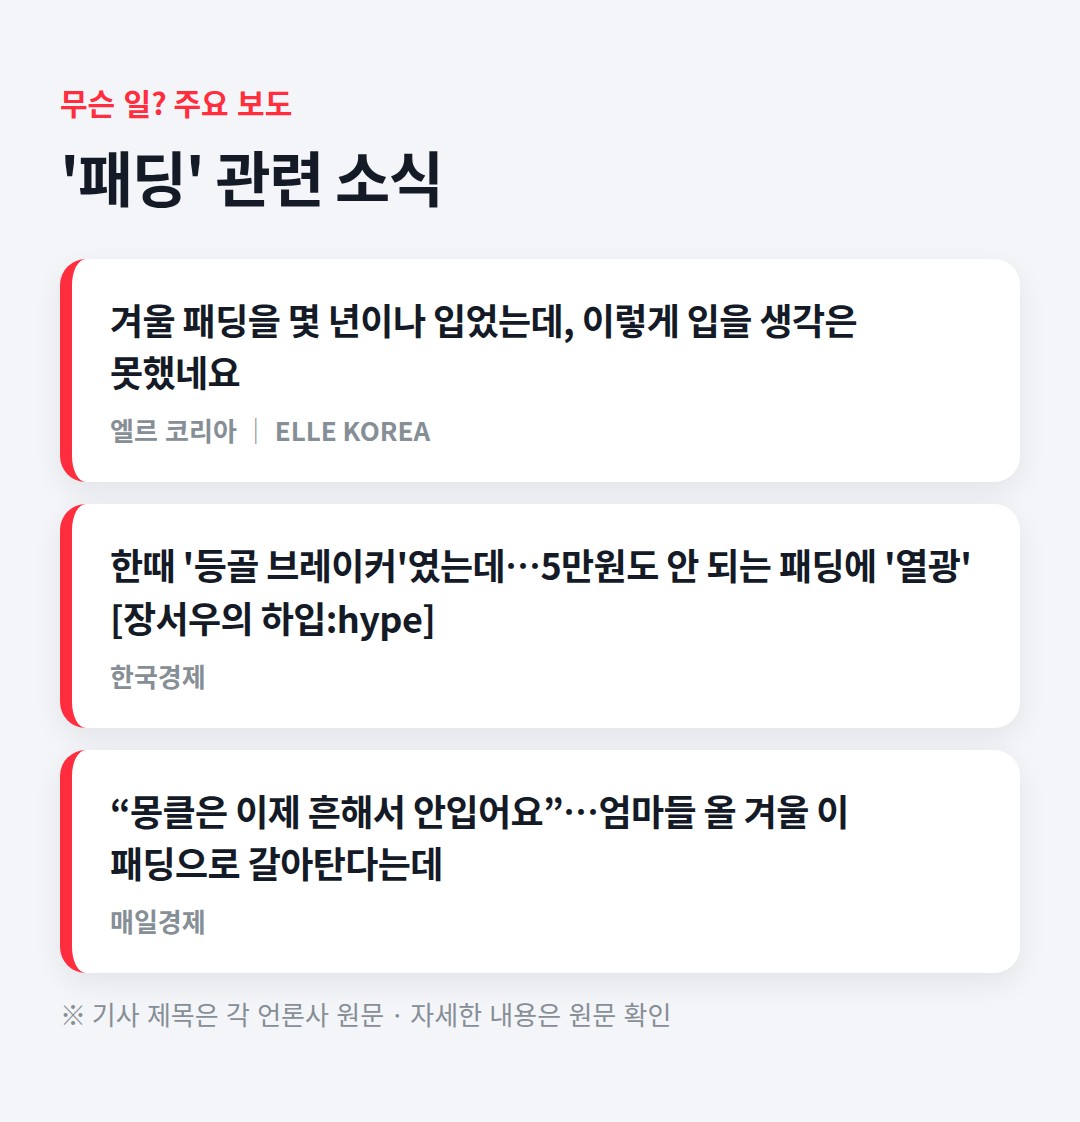 무슨 일? 주요 보도
'패딩' 관련 소식
겨울 패딩을 몇 년이나 입었는데, 이렇게 입을 생각은
못했네요
엘르 코리아 │ ELLE KOREA
한때 '등골 브레이커'였는데…5만원도 안 되는 패딩에 '열광'
[장서우의 하입:hype]
한국경제
“몽클은 이제 흔해서 안입어요”…엄마들 올 겨울 이
패딩으로 갈아탄다는데
매일경제
※ 기사 제목은 각 언론사 원문 · 자세한 내용은 원문 확인